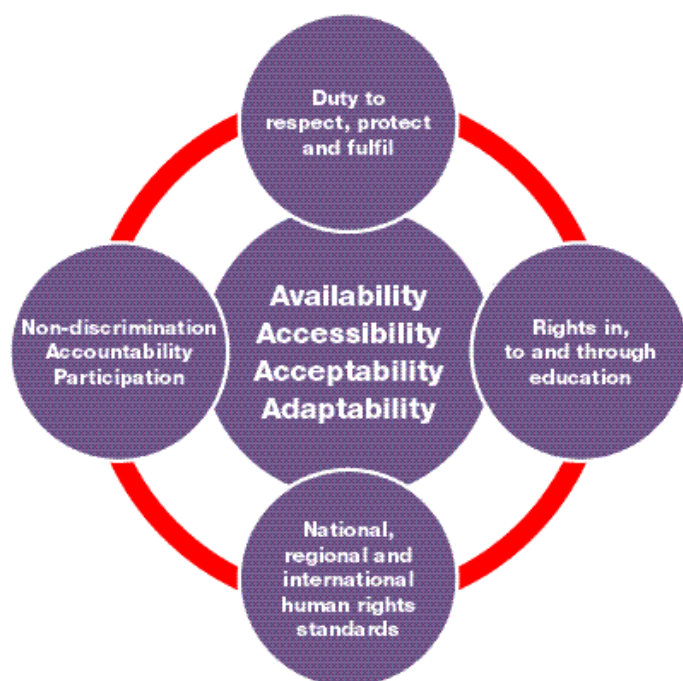 Duty to
respect, protect
and fulfil
Non-discrimination
Accountability
Participation
Availability
Accessibility
Acceptability
Adaptability
Rights in,
to and through
education
National,
regional and
international
human rights
standards